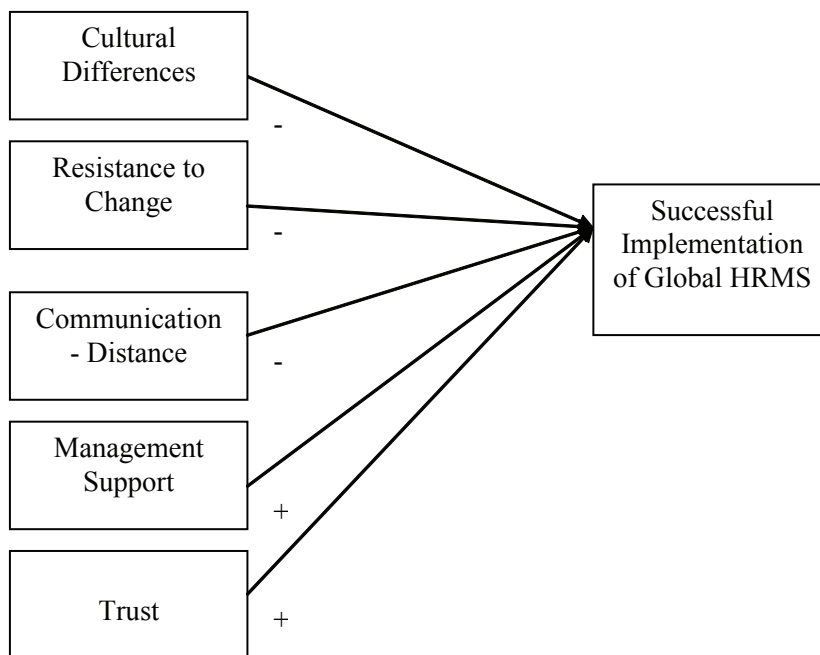 Cultural
Differences
-
Resistance to
Change
-
Communication
- Distance
-
Management
Support
+
Trust
+
Successful
Implementation
of Global HRMS